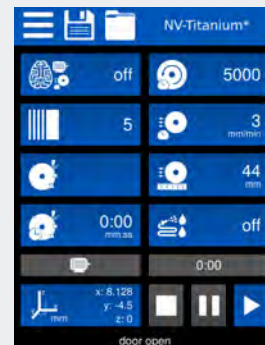 NV-Titanium*
off
5000
5
3
mm/min
44
mm
0:00
mm:ss
off
0:00
x: 8.128
y: -4.5
z: 0
mm
door open